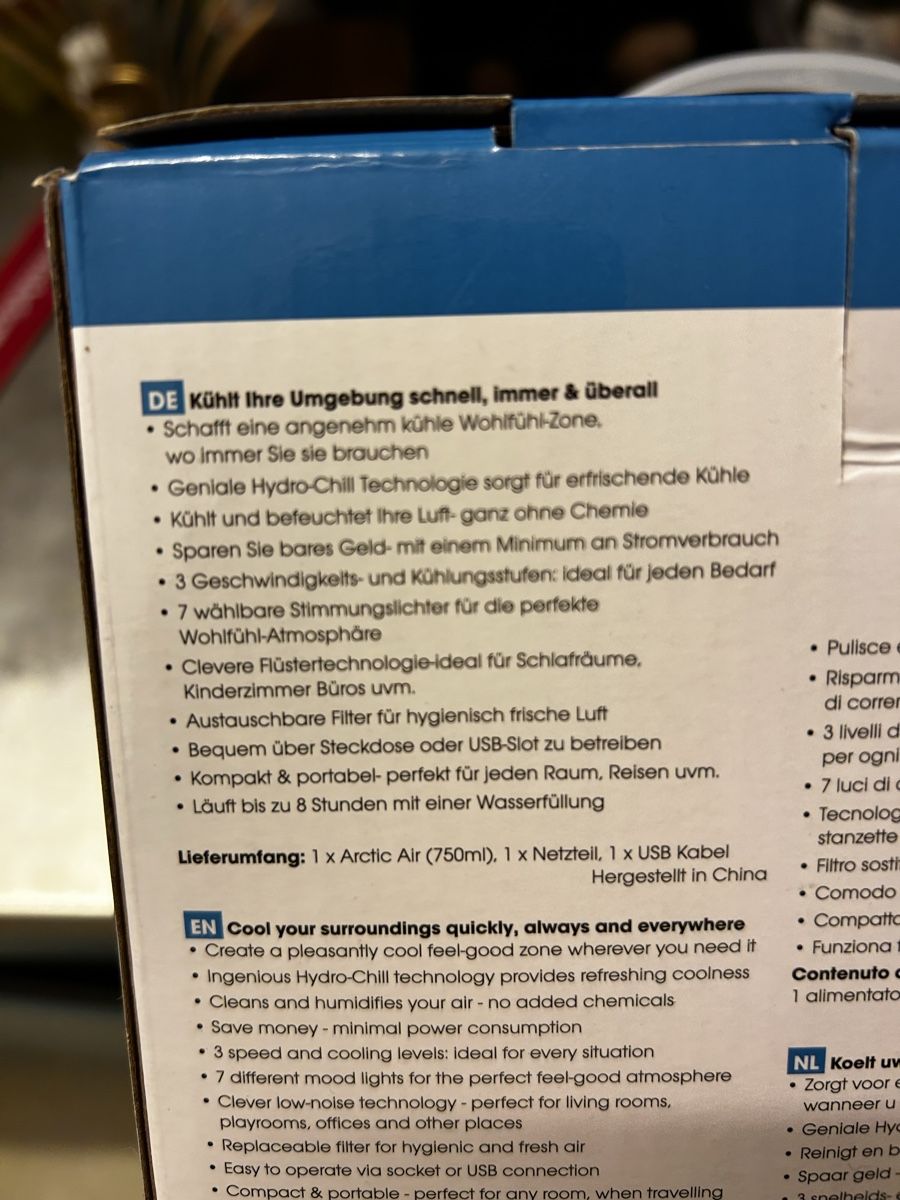 DE Kühlt Ihre Umgebung schnell, immer & überall
• Schafft eine angenehm kühle Wohlfühl-Zone,
wo immer Sie sie brauchen
• Geniale Hydro-Chill Technologie sorgt für erfrischende Kühle
• Kühlt und befeuchtet Ihre Luft- ganz ohne Chemie
• Sparen Sie bares Geld- mit einem Minimum an Stromverbrauch
• 3 Geschwindigkeits- und Kühlungsstufen: ideal für jeden Bedarf
• 7 wählbare Stimmungslichter für die perfekte
Wohlfühl-Atmosphäre
• Clevere Flüstertechnologie-ideal für Schlafräume,
Kinderzimmer Büros uvm.
• Austauschbare Filter für hygienisch frische Luft
• Bequem über Steckdose oder USB-Slot zu betreiben
• Kompakt & portabel- perfekt für jeden Raum, Reisen uvm.
• Läuft bis zu 8 Stunden mit einer Wasserfüllung
Lieferumfang: 1 x Arctic Air (750ml), 1 x Netzteil, 1 x USB Kabel
Hergestellt in China
EN Cool your surroundings quickly, always and everywhere
• Create a pleasantly cool feel-good zone wherever you need it
• Ingenious Hydro-Chill technology provides refreshing coolness
• Cleans and humidifies your air - no added chemicals
• Save money - minimal power consumption
• 3 speed and cooling levels: ideal for every situation
• 7 different mood lights for the perfect feel-good atmosphere
• Clever low-noise technology - perfect for living rooms,
playrooms, offices and other places
• Replaceable filter for hygienic and fresh air
• Easy to operate via socket or USB connection
• Compact & portable - perfect for any room, when travelling
• Pulisce
• Risparm
di corren
• 3 livelli d
per ogni
• 7 luci di
• Tecnolog
stanzette
• Filtro sosti
• Comodo
• Compatto
• Funziona
Contenuto
1 alimentato
NL Koelt uw
• Zorgt voor
wanneer u
• Geniale Hyd
• Reinigt en b
• Spaar geld -
• 3 snelheids-